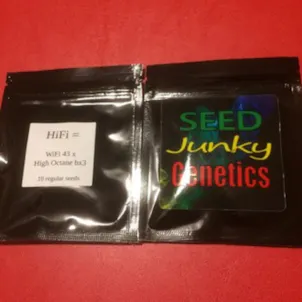 HiFi =
WiFi 43 x
High Octane bx3
10 regular seeds
SEED
Junky
Genetics